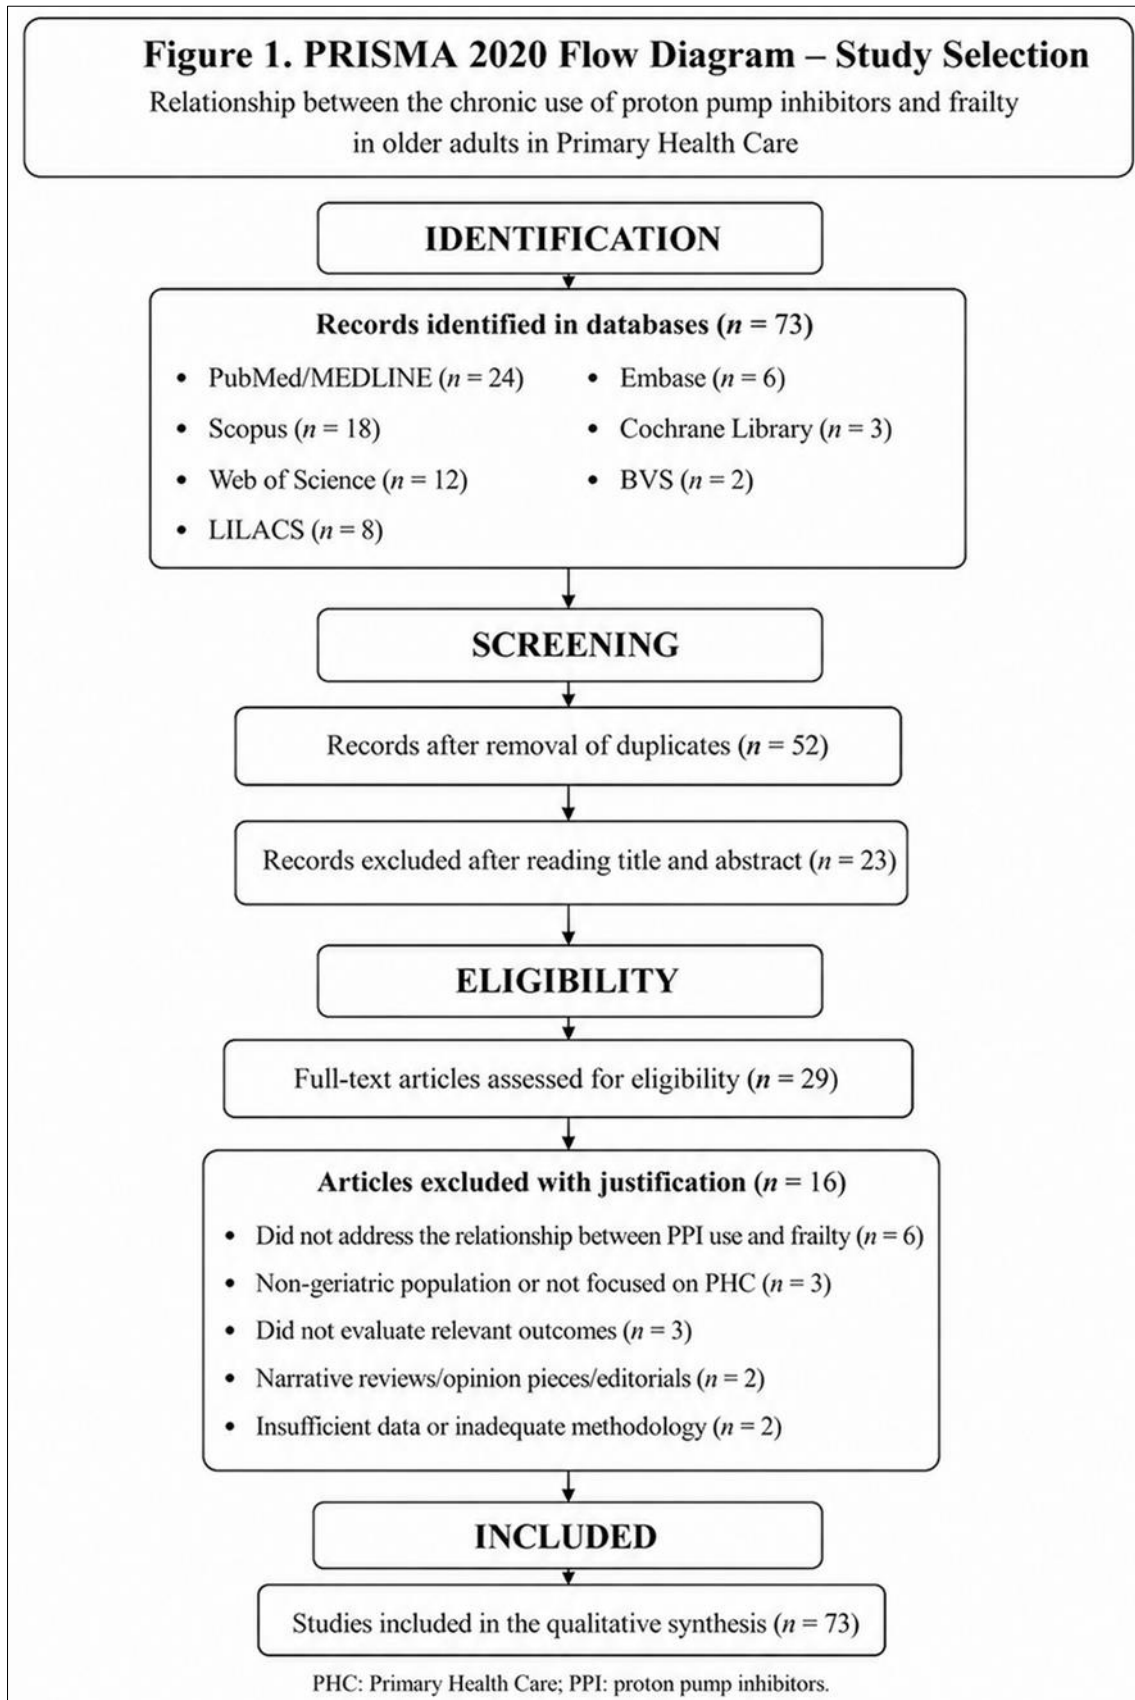 Figure 1. PRISMA 2020 Flow Diagram – Study Selection
Relationship between the chronic use of proton pump inhibitors and frailty
in older adults in Primary Health Care
IDENTIFICATION
Records identified in databases (n = 73)
• PubMed/MEDLINE (n = 24)
• Scopus (n = 18)
• Web of Science (n = 12)
• LILACS (n = 8)
• Embase (n = 6)
• Cochrane Library (n = 3)
• BVS (n = 2)
SCREENING
Records after removal of duplicates (n = 52)
Records excluded after reading title and abstract (n = 23)
ELIGIBILITY
Full-text articles assessed for eligibility (n = 29)
Articles excluded with justification (n = 16)
• Did not address the relationship between PPI use and frailty (n = 6)
• Non-geriatric population or not focused on PHC (n = 3)
• Did not evaluate relevant outcomes (n = 3)
• Narrative reviews/opinion pieces/editorials (n = 2)
• Insufficient data or inadequate methodology (n = 2)
INCLUDED
Studies included in the qualitative synthesis (n = 73)
PHC: Primary Health Care; PPI: proton pump inhibitors.